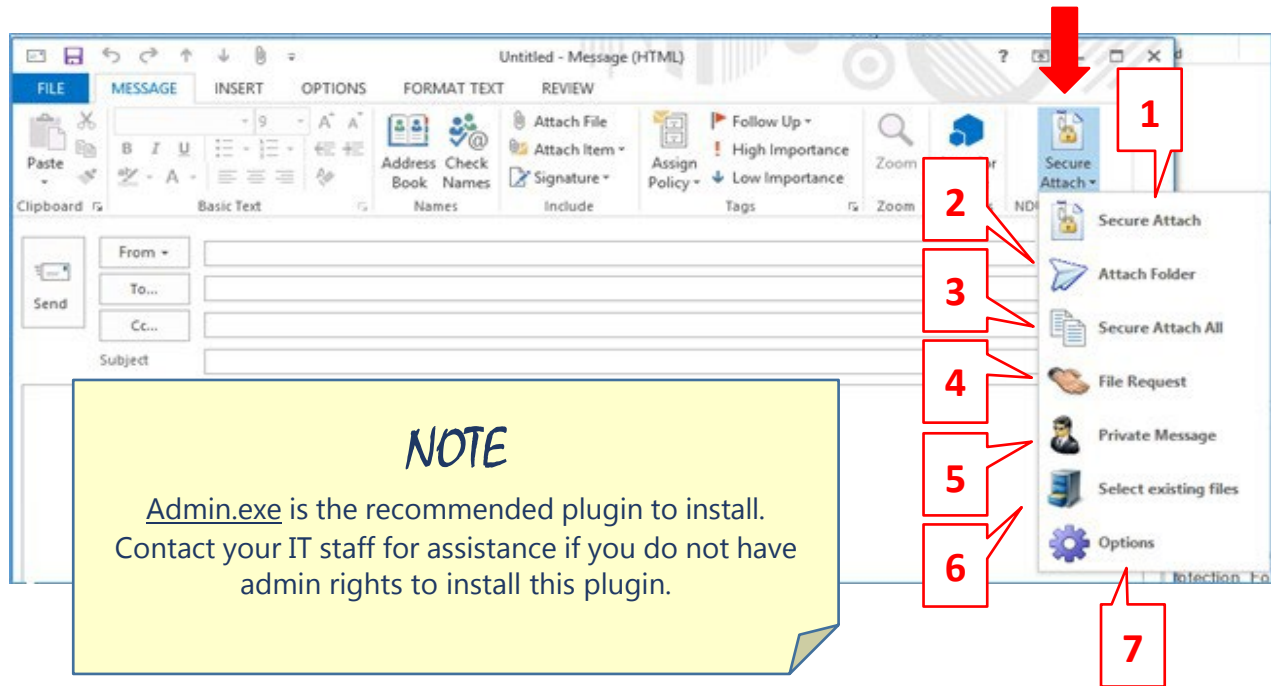 Untitled - Message (HTML)
?
FILE MESSAGE INSERT OPTIONS FORMAT TEXT REVIEW
Paste
Clipboard
9
A A
B I U
A
Basic Text
Address Book
Check Names
Names
Attach File
Attach Item
Signature
Include
Assign Policy
Follow Up
High Importance
Low Importance
Tags
Zoom
Zoom
Secure Attach
Send
From
To...
Cc...
Subject
Secure Attach
Attach Folder
Secure Attach All
File Request
Private Message
Select existing files
Options
1
2
3
4
5
6
7
NOTE
Admin.exe is the recommended plugin to install.
Contact your IT staff for assistance if you do not have
admin rights to install this plugin.